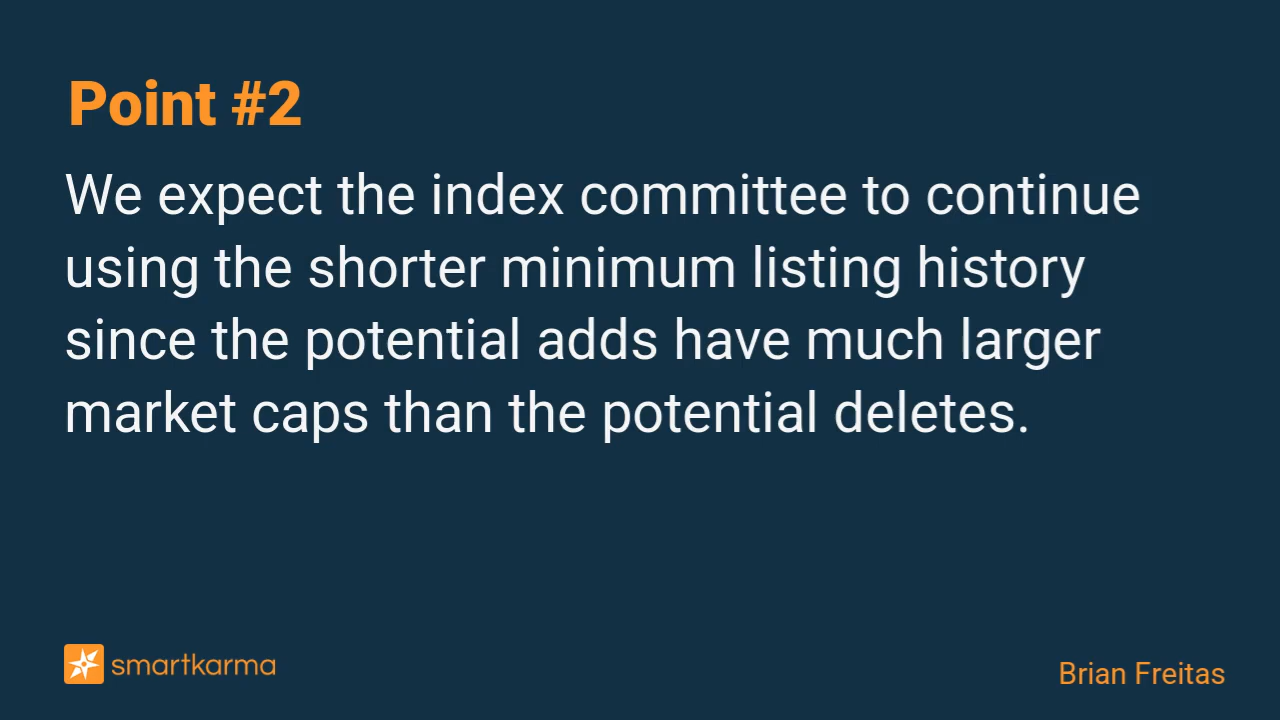 Point #2
We expect the index committee to continue
using the shorter minimum listing history
since the potential adds have much larger
market caps than the potential deletes.
smartkarma
Brian Freitas